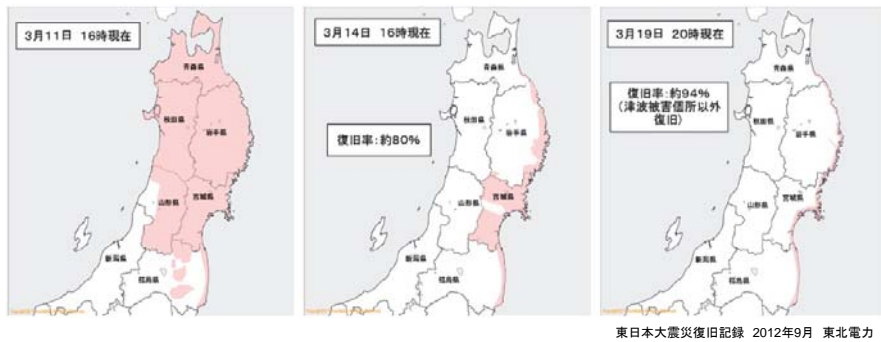 3月11日 16時現在
青森県
秋田県
岩手県
山形県
宮城県
新潟県
福島県
3月14日 16時現在
復旧率：約80%
青森県
秋田県
岩手県
山形県
宮城県
新潟県
福島県
3月19日 20時現在
復旧率：約94%
（津波被害個所以外
復旧）
青森県
秋田県
岩手県
山形県
宮城県
新潟県
福島県
東日本大震災復旧記録 2012年9月 東北電力